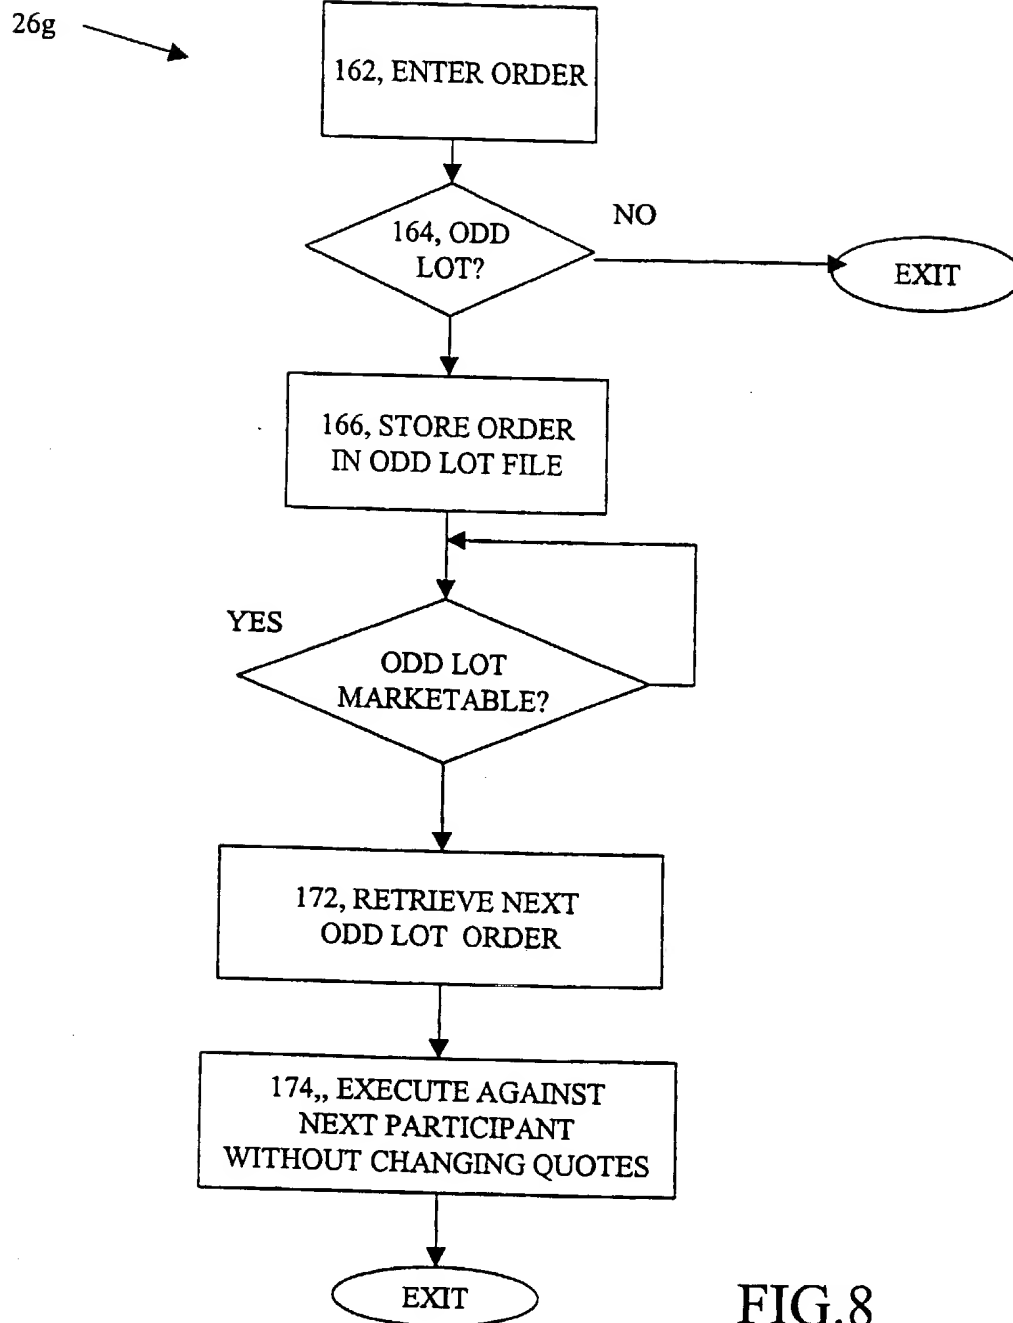 26g
162, ENTER ORDER
164, ODD
LOT?
NO
EXIT
166, STORE ORDER
IN ODD LOT FILE
YES
ODD LOT
MARKETABLE?
172, RETRIEVE NEXT
ODD LOT ORDER
174,, EXECUTE AGAINST
NEXT PARTICIPANT
WITHOUT CHANGING QUOTES
EXIT
FIG.8